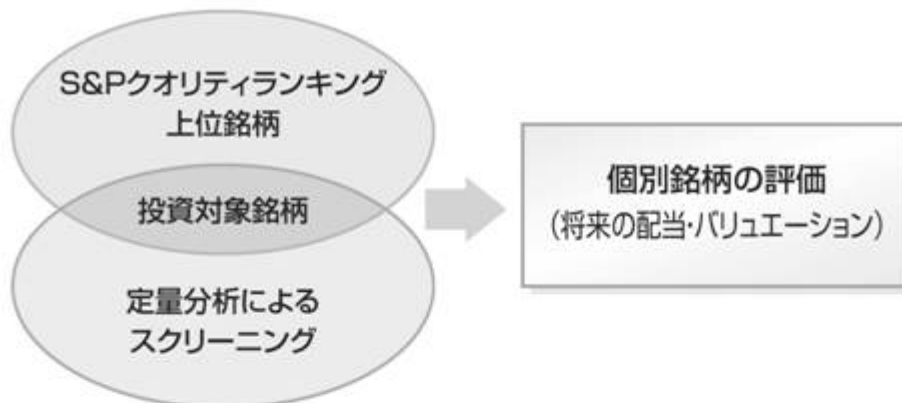 S&Pクオリティランキング
上位銘柄
投資対象銘柄
定量分析による
スクリーニング
個別銘柄の評価
(将来の配当・バリュエーション)